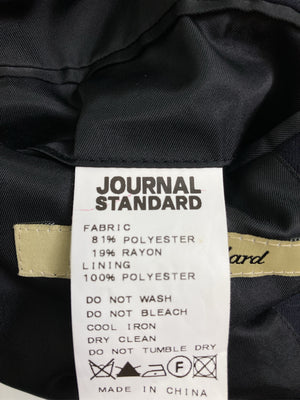 JOURNAL
STANDARD
FABRIC
81% POLYESTER
19% RAYON
LINING
100% POLYESTER
DO NOT WASH
DO NOT BLEACH
COOL IRON
DRY CLEAN
DO NOT TUMBLE DRY
F
MADE IN CHINA